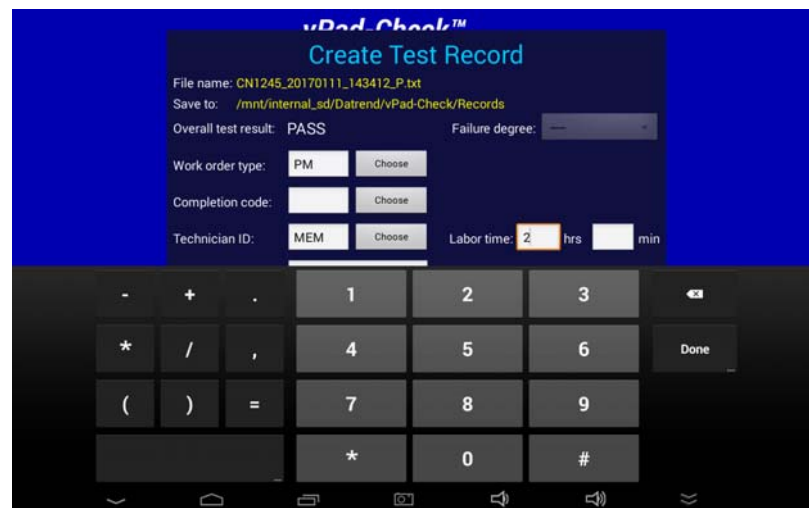 vPad-Check™
Create Test Record
File name: CN1245_20170111_143412_P.txt
Save to: /mnt/internal_sd/Datrend/vPad-Check/Records
Overall test result: PASS Failure degree: ---
Work order type: PM Choose
Completion code: Choose
Technician ID: MEM Choose Labor time: 2 hrs min
- + . 1 2 3
* / , 4 5 6 Done
( ) = 7 8 9
* 0 #